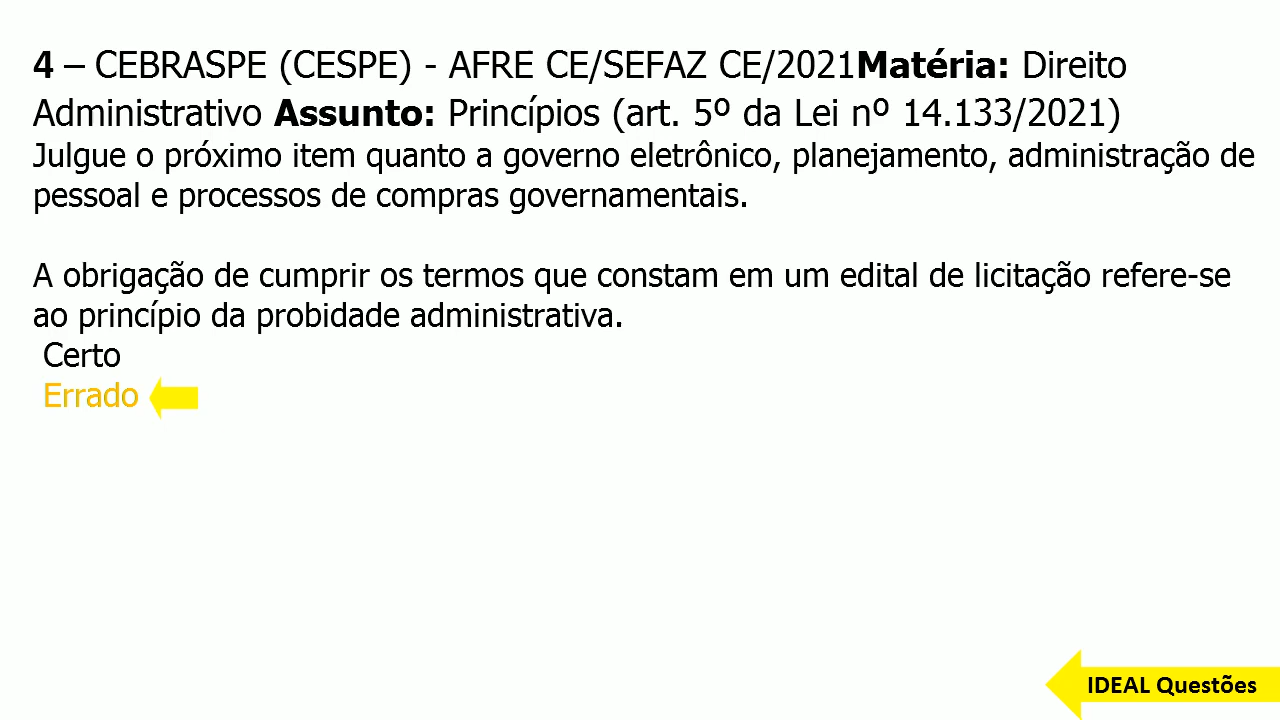 4 – CEBRASPE (CESPE) - AFRE CE/SEFAZ CE/2021Matéria: Direito
Administrativo Assunto: Princípios (art. 5º da Lei nº 14.133/2021)
Julgue o próximo item quanto a governo eletrônico, planejamento, administração de
pessoal e processos de compras governamentais.
A obrigação de cumprir os termos que constam em um edital de licitação refere-se
ao princípio da probidade administrativa.
Certo
Errado
IDEAL Questões